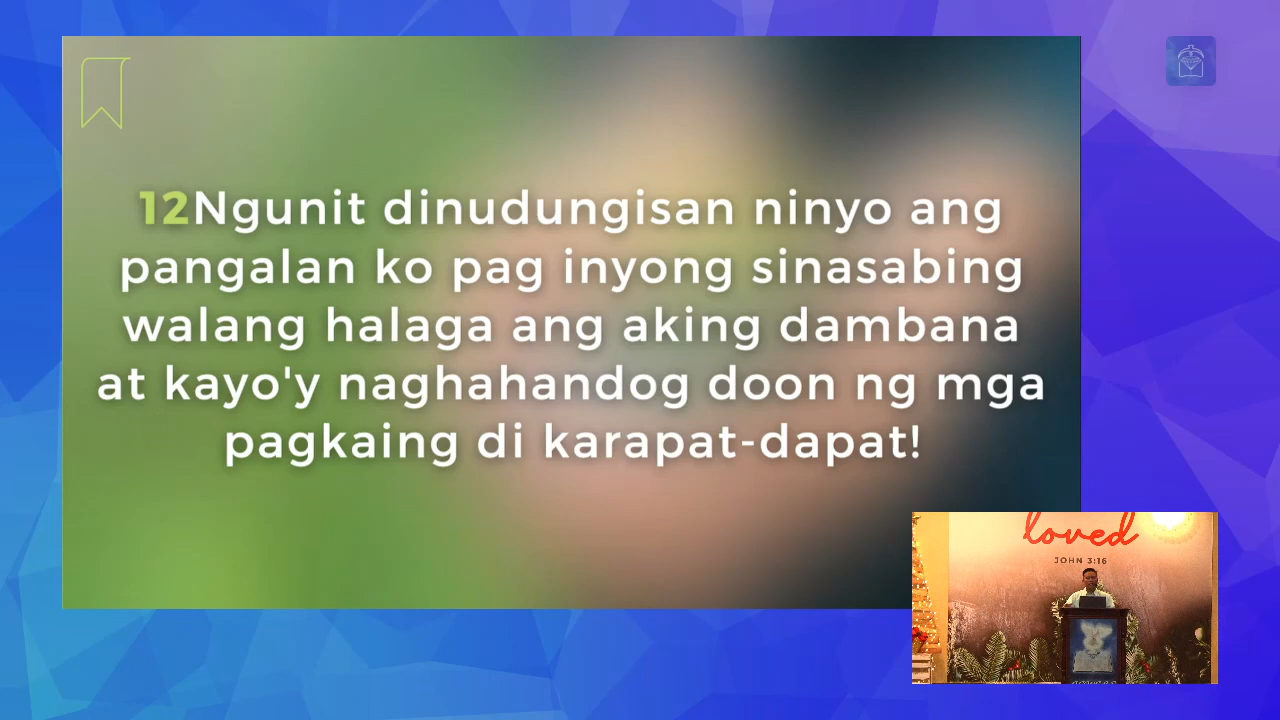 12Ngunit dinudungisan ninyo ang
pangalan ko pag inyong sinasabing
walang halaga ang aking dambana
at kayo'y naghahandog doon ng mga
pagkaing di karapat-dapat!
loved
JOHN 3:16